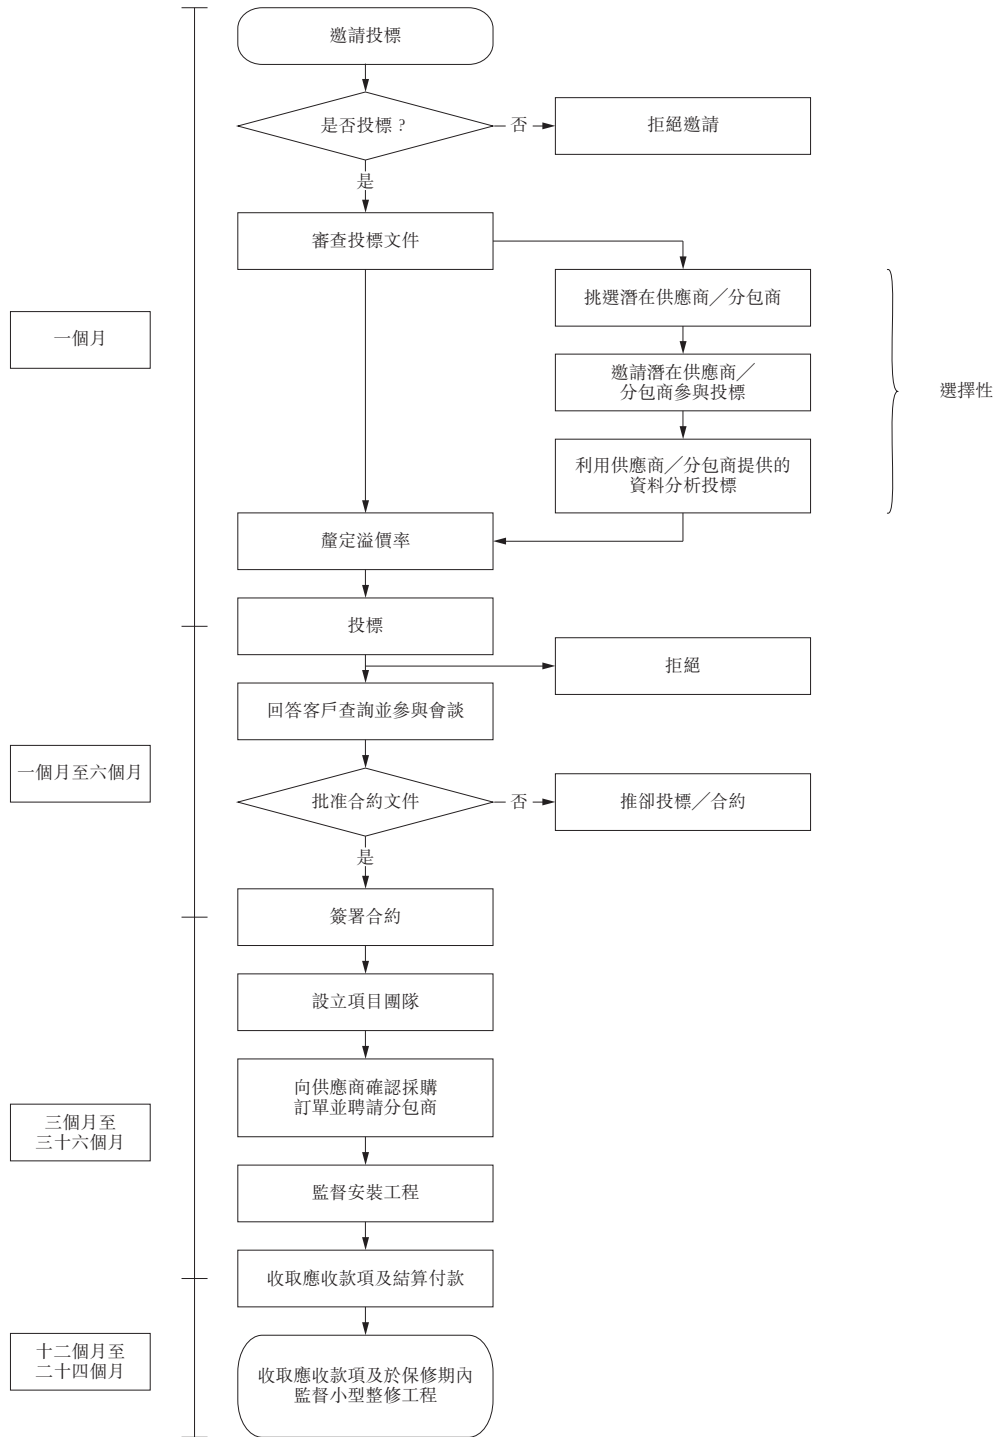 邀請投標
是否投標？
否
拒絕邀請
是
審查投標文件
挑選潛在供應商／分包商
一個月
邀請潛在供應商／
分包商參與投標
選擇性
利用供應商／分包商提供的
資料分析投標
釐定溢價率
投標
拒絕
回答客戶查詢並參與會談
一個月至六個月
批准合約文件
否
推卻投標／合約
是
簽署合約
設立項目團隊
向供應商確認採購
訂單並聘請分包商
三個月至
三十六個月
監督安裝工程
收取應收款項及結算付款
十二個月至
二十四個月
收取應收款項及於保修期內
監督小型整修工程